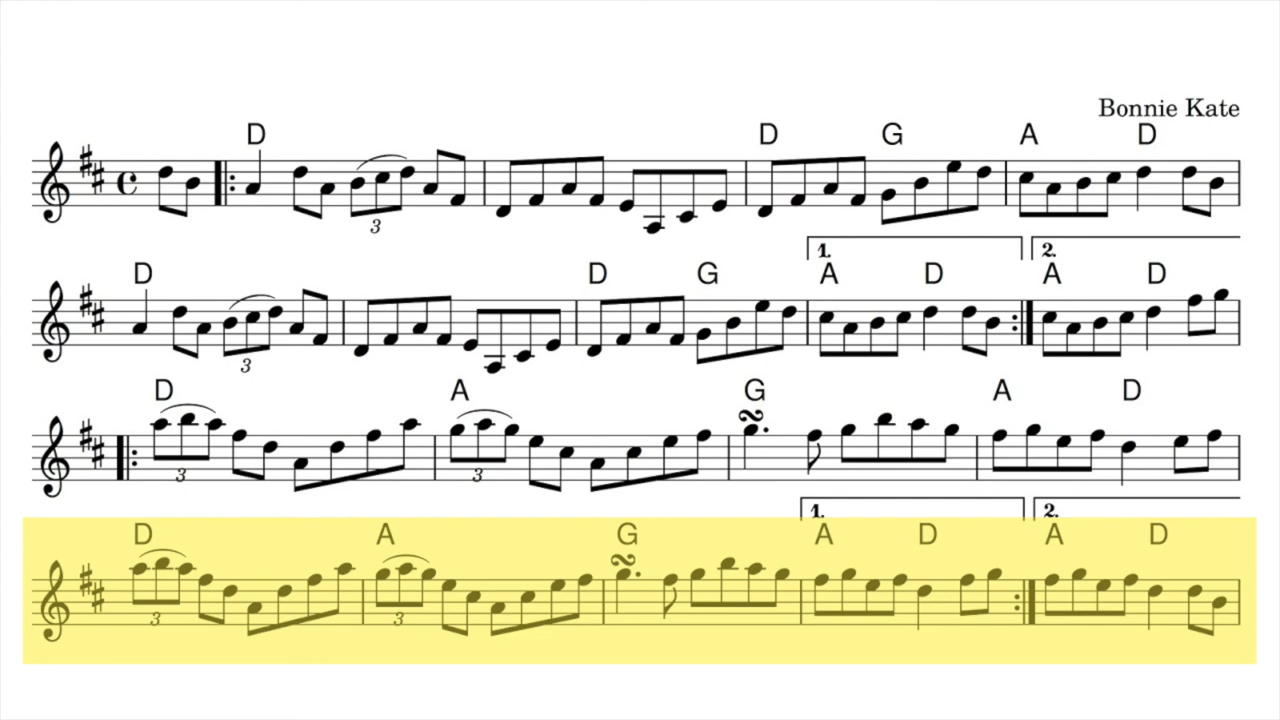 Bonnie Kate
D D G A D
3
1. 2.
D D G A D A D
3
D A G A D
3 3
1. 2.
D A G A D A D
3 3